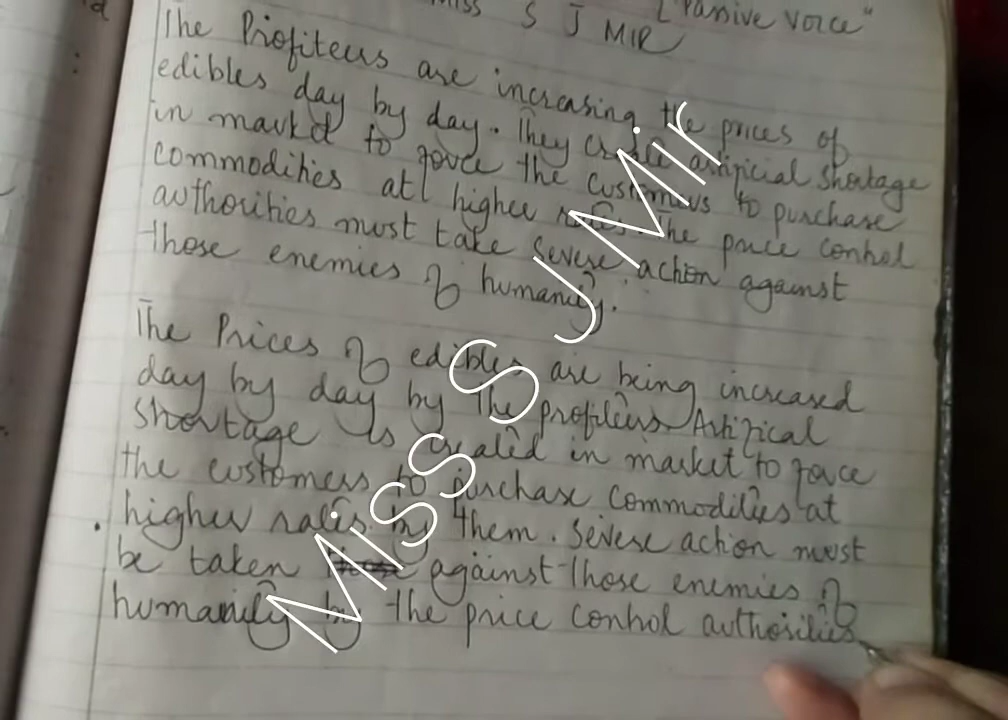 Miss S J MIR ["Passive Voice"
The Profiteers are increasing the prices of
edibles day by day. They create artificial shortage
in market to force the customers to purchase
commodities at higher rates. The price control
authorities must take severe action against
those enemies of humanity.
The Prices of edibles are being increased
day by day by the profiteers. Artifical
shortage is created in market to force
the customers to purchase commodities at
higher rates by them. Severe action must
be taken against those enemies of
humanity by the price control authorities.
MISS S J Mir